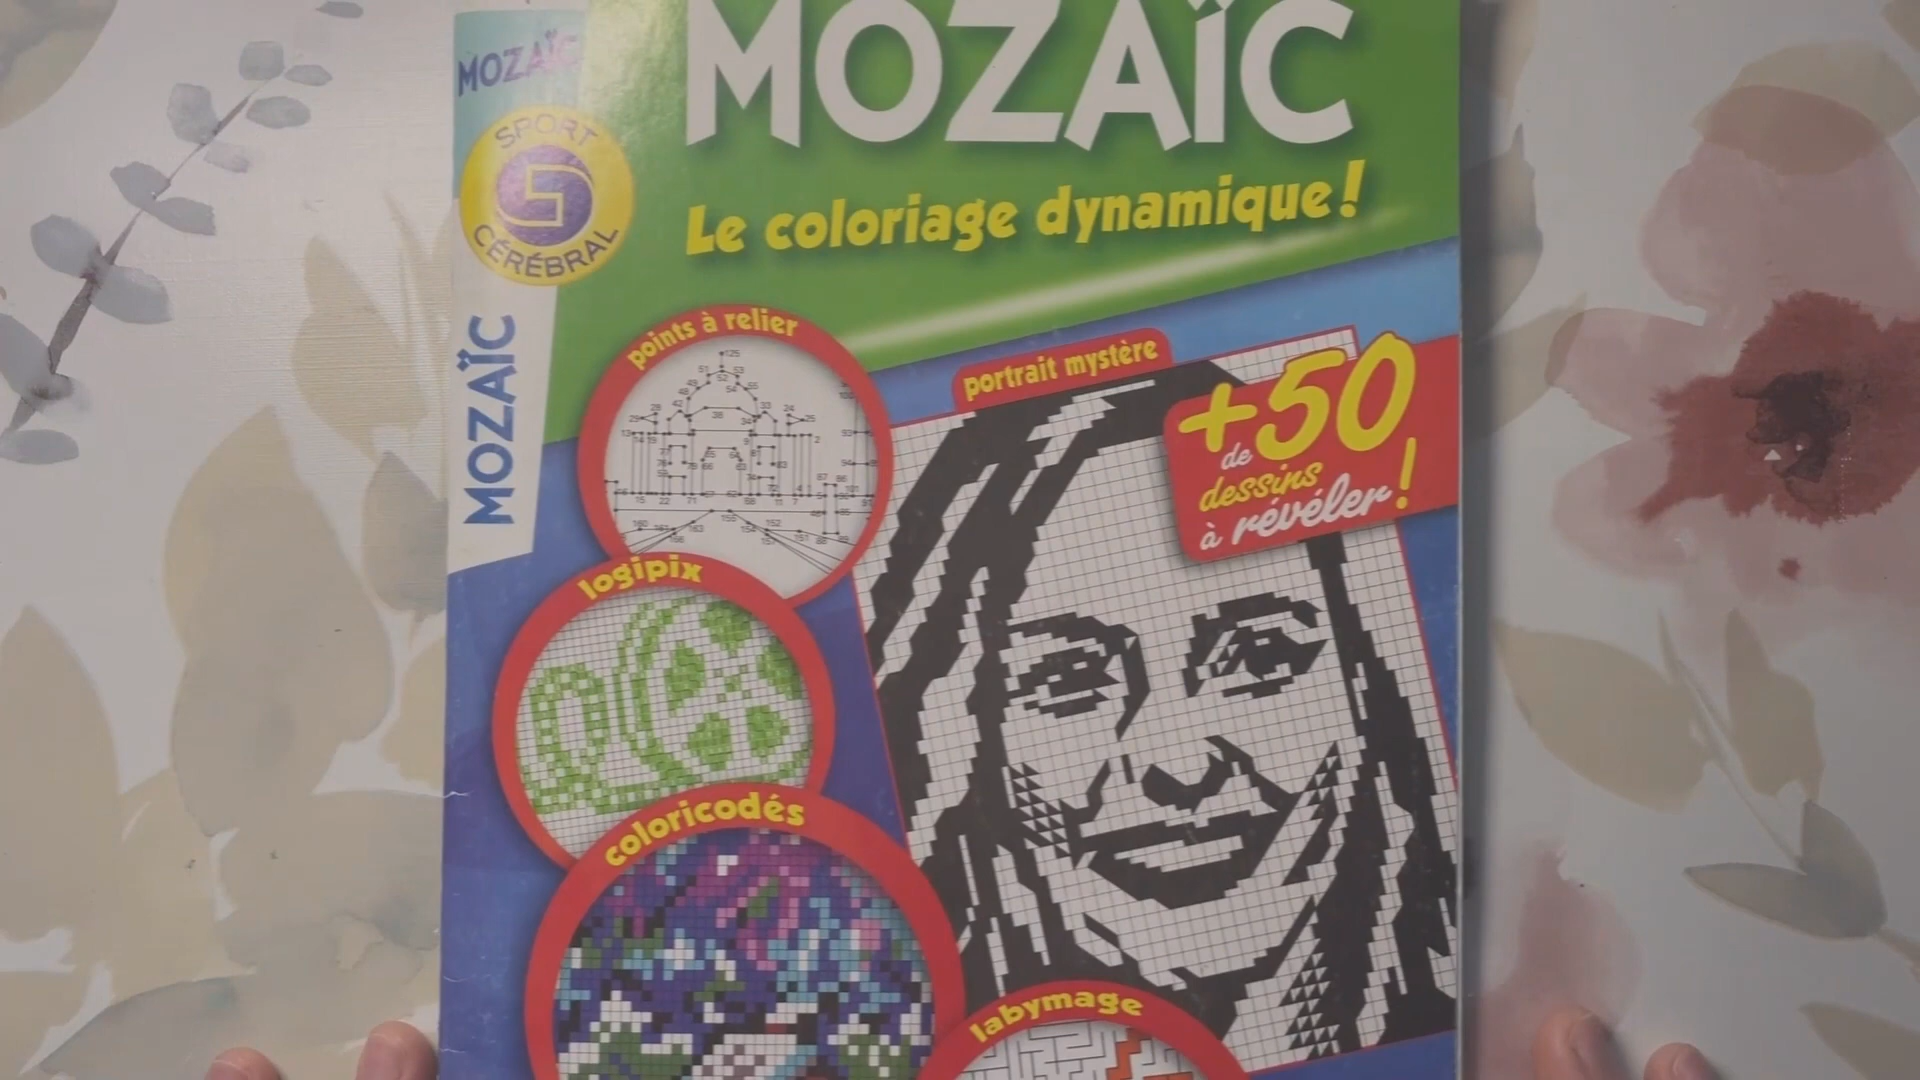 MOZAÏC
MOZAÏC
SPORT
CÉRÉBRAL
Le coloriage dynamique!
MOZAÏC
points à relier
portrait mystère
+50
de
dessins
à révéler!
logipix
coloricodés
labymage